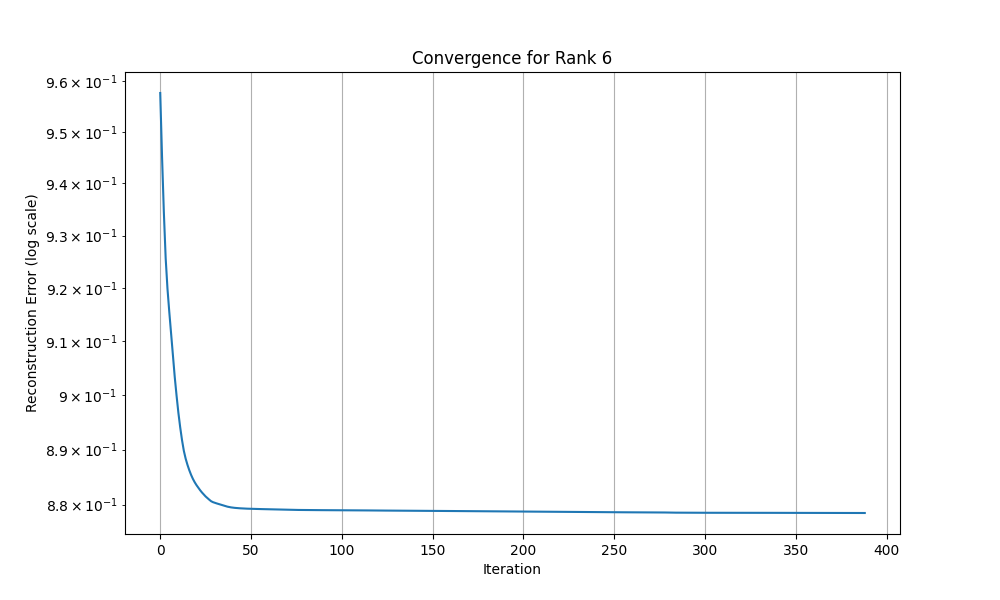 Convergence for Rank 6
Reconstruction Error (log scale)
9.6 × 10⁻¹
9.5 × 10⁻¹
9.4 × 10⁻¹
9.3 × 10⁻¹
9.2 × 10⁻¹
9.1 × 10⁻¹
9 × 10⁻¹
8.9 × 10⁻¹
8.8 × 10⁻¹
0 50 100 150 200 250 300 350 400
Iteration